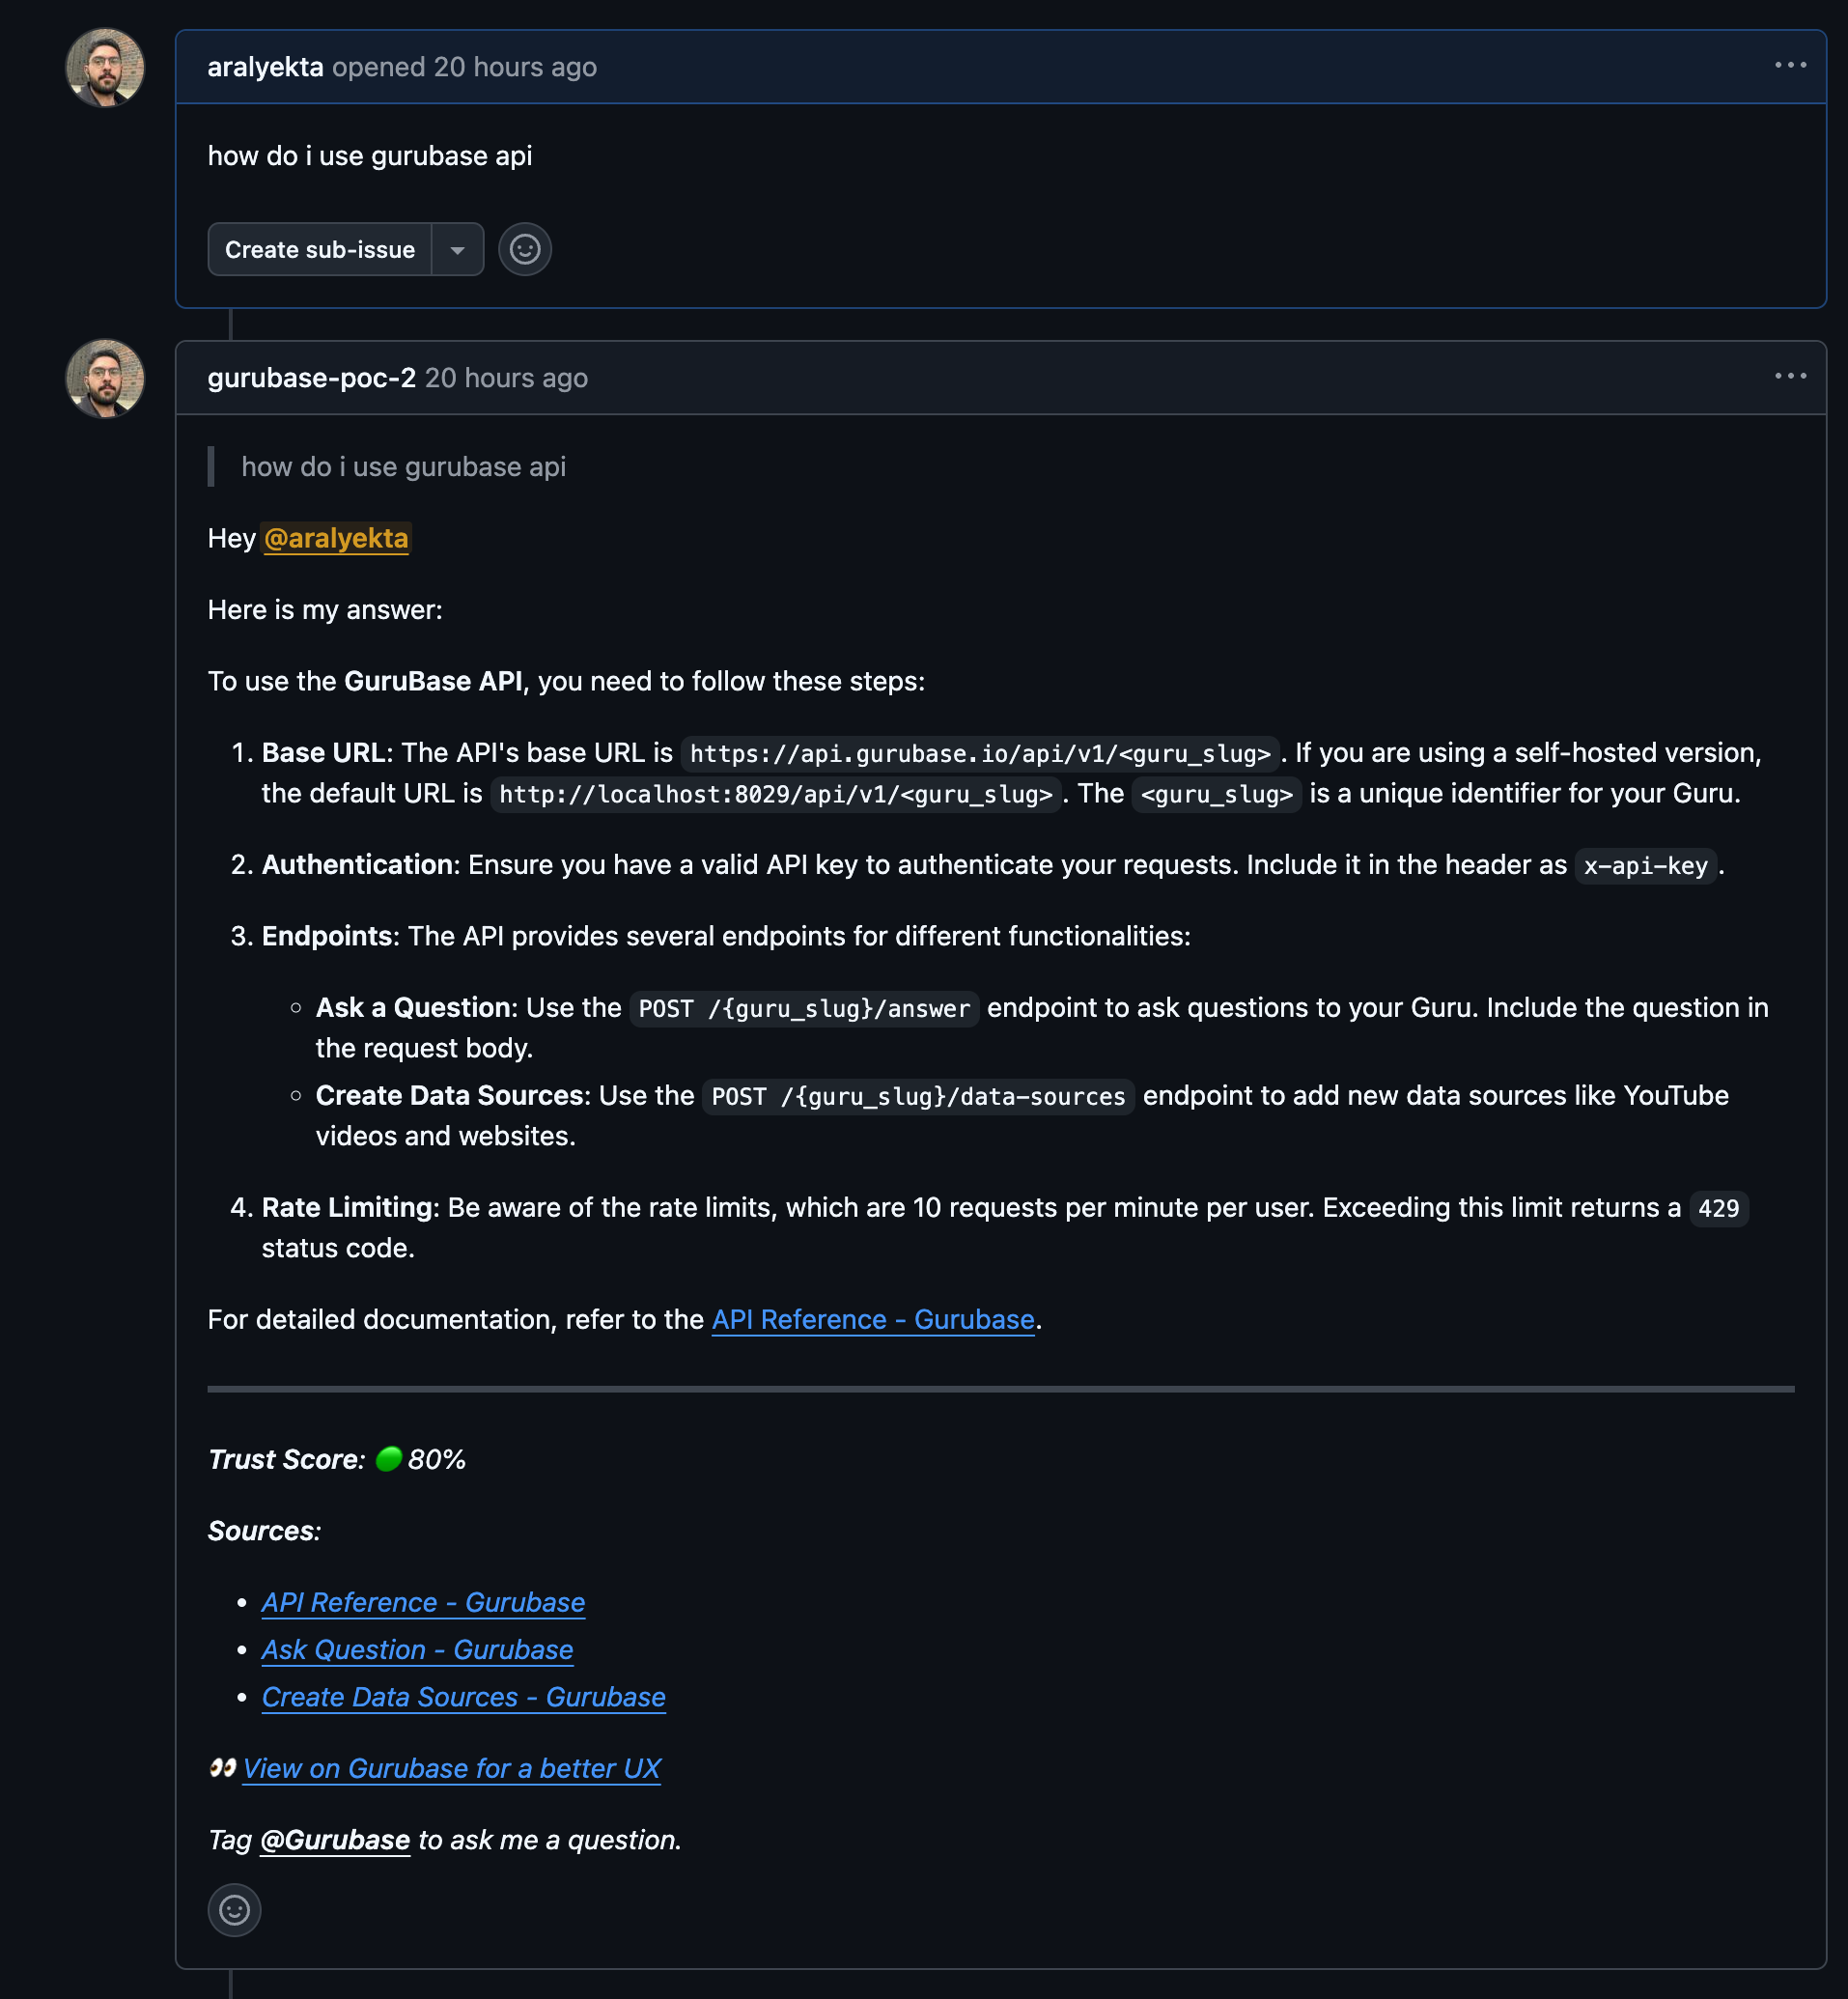 aralyekta opened 20 hours ago
how do i use gurubase api
Create sub-issue
gurubase-poc-2 20 hours ago
how do i use gurubase api
Hey @aralyekta
Here is my answer:
To use the GuruBase API, you need to follow these steps:
1. Base URL: The API's base URL is https://api.gurubase.io/api/v1/<guru_slug>. If you are using a self-hosted version,
the default URL is http://localhost:8029/api/v1/<guru_slug>. The <guru_slug> is a unique identifier for your Guru.
2. Authentication: Ensure you have a valid API key to authenticate your requests. Include it in the header as x-api-key.
3. Endpoints: The API provides several endpoints for different functionalities:
◦ Ask a Question: Use the POST /{guru_slug}/answer endpoint to ask questions to your Guru. Include the question in
the request body.
◦ Create Data Sources: Use the POST /{guru_slug}/data-sources endpoint to add new data sources like YouTube
videos and websites.
4. Rate Limiting: Be aware of the rate limits, which are 10 requests per minute per user. Exceeding this limit returns a 429
status code.
For detailed documentation, refer to the API Reference - Gurubase.
Trust Score: 🟢 80%
Sources:
• API Reference - Gurubase
• Ask Question - Gurubase
• Create Data Sources - Gurubase
👀 View on Gurubase for a better UX
Tag @Gurubase to ask me a question.